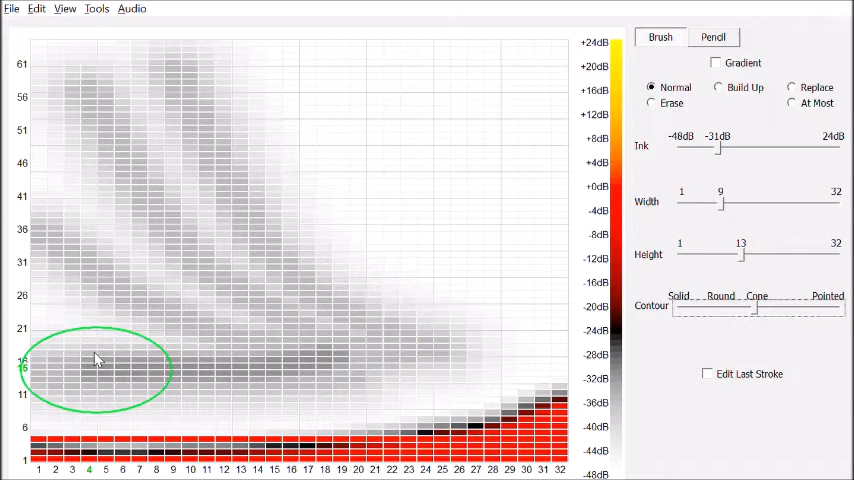 File Edit View Tools Audio
61
56
51
46
41
36
31
26
21
16
15
11
6
1
1 2 3 4 5 6 7 8 9 10 11 12 13 14 15 16 17 18 19 20 21 22 23 24 25 26 27 28 29 30 31 32
+24dB
+20dB
+16dB
+12dB
+8dB
+4dB
+0dB
-4dB
-8dB
-12dB
-16dB
-20dB
-24dB
-28dB
-32dB
-36dB
-40dB
-44dB
-48dB
Brush Pencil
Gradient
Normal Build Up Replace
Erase At Most
-48dB -31dB 24dB
Ink
1 9 32
Width
1 13 32
Height
Solid Round Cone Pointed
Contour
Edit Last Stroke